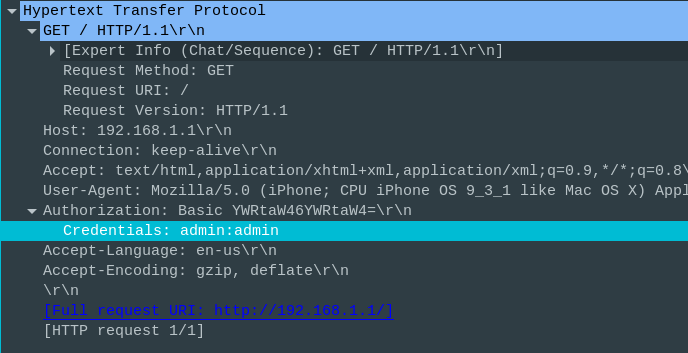 Hypertext Transfer Protocol
GET / HTTP/1.1\r\n
[Expert Info (Chat/Sequence): GET / HTTP/1.1\r\n]
Request Method: GET
Request URI: /
Request Version: HTTP/1.1
Host: 192.168.1.1\r\n
Connection: keep-alive\r\n
Accept: text/html,application/xhtml+xml,application/xml;q=0.9,*/*;q=0.8\
User-Agent: Mozilla/5.0 (iPhone; CPU iPhone OS 9_3_1 like Mac OS X) Appl
Authorization: Basic YWRtaW46YWRtaW4=\r\n
Credentials: admin:admin
Accept-Language: en-us\r\n
Accept-Encoding: gzip, deflate\r\n
\r\n
[Full request URI: http://192.168.1.1/]
[HTTP request 1/1]